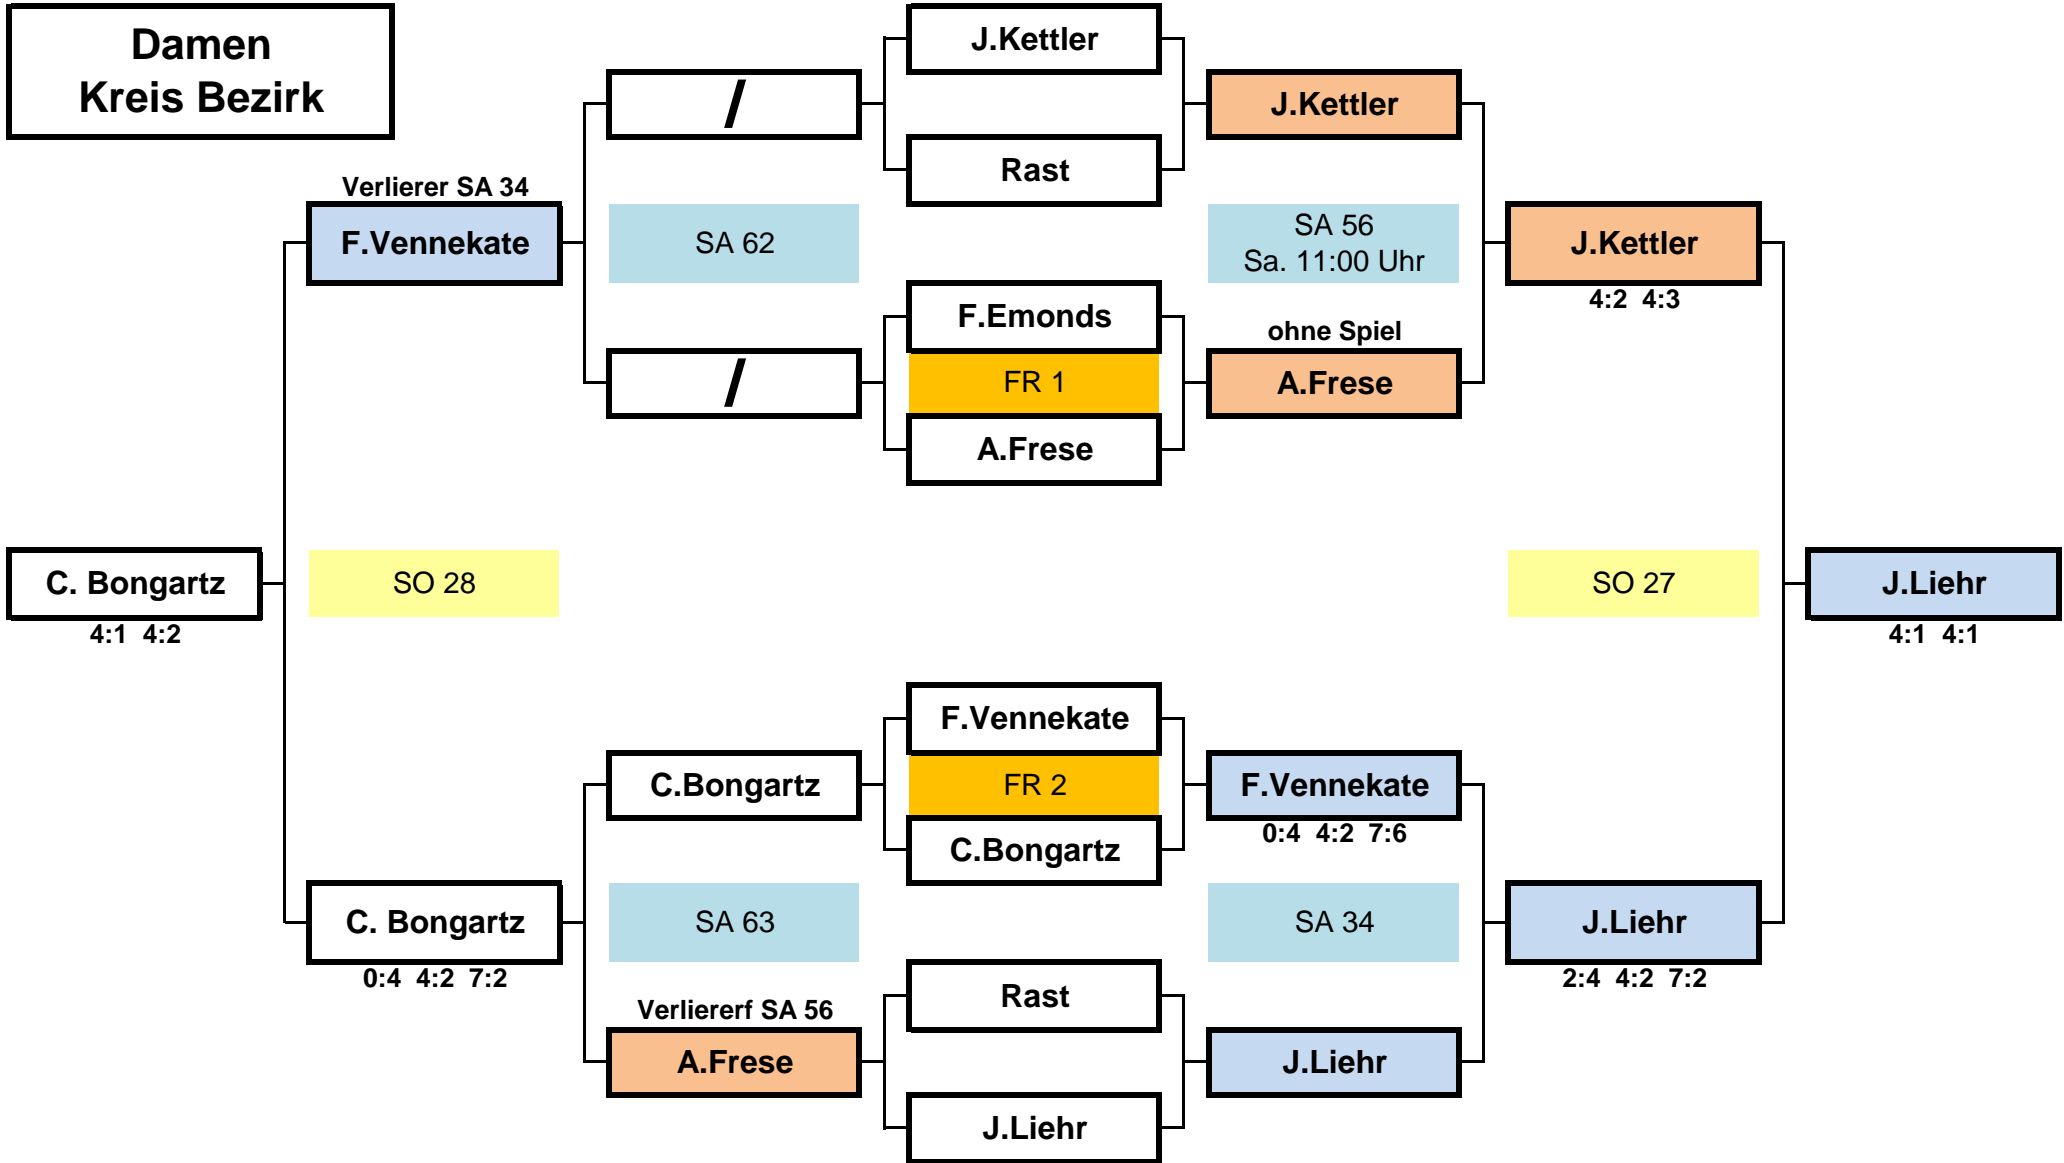 Damen
Kreis Bezirk
J.Kettler
/
J.Kettler
Rast
Verlierer SA 34
F.Vennekate
SA 62
SA 56
Sa. 11:00 Uhr
J.Kettler
4:2 4:3
F.Emonds
ohne Spiel
/
FR 1
A.Frese
A.Frese
C. Bongartz
4:1 4:2
SO 28
SO 27
J.Liehr
4:1 4:1
F.Vennekate
C.Bongartz
FR 2
F.Vennekate
0:4 4:2 7:6
C.Bongartz
C. Bongartz
0:4 4:2 7:2
SA 63
SA 34
J.Liehr
2:4 4:2 7:2
Rast
Verliererf SA 56
A.Frese
J.Liehr
J.Liehr